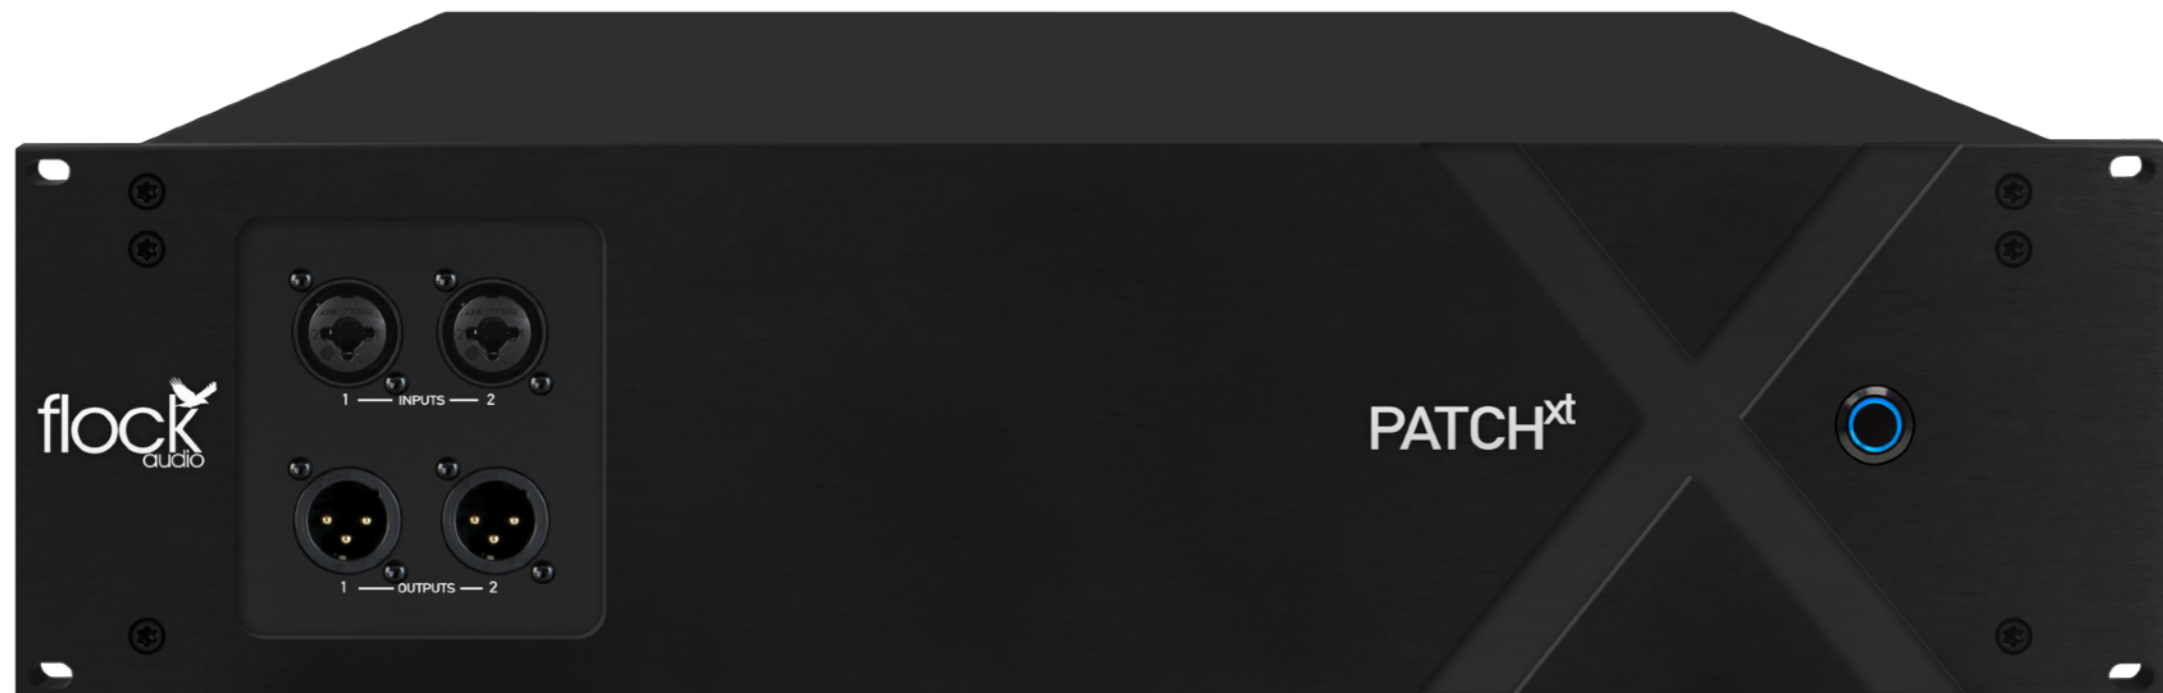 flock
audio
1 INPUTS 2
1 OUTPUTS 2
PATCHxt